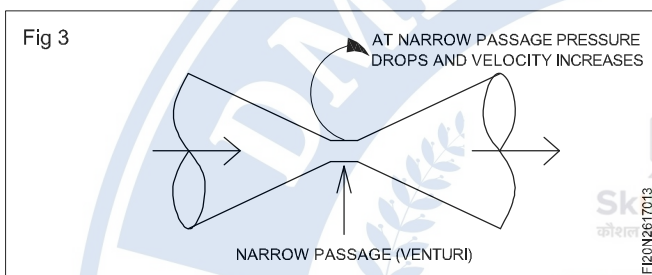 Fig 3
AT NARROW PASSAGE PRESSURE
DROPS AND VELOCITY INCREASES
NARROW PASSAGE (VENTURI)
FI20N2617013
Sk
कौशल